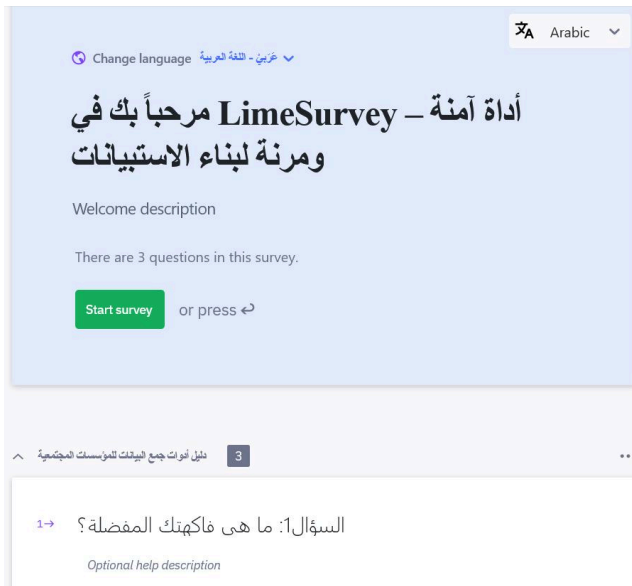 Arabic
Change language عَرَبيْ - اللغة العربية
مرحباً بك في LimeSurvey – أداة آمنة
ومرنة لبناء الاستبيانات
Welcome description
There are 3 questions in this survey.
Start survey or press
دليل أدوات جمع البيانات للمؤسسات المجتمعية 3
1 السؤال1: ما هى فاكهتك المفضلة؟
Optional help description